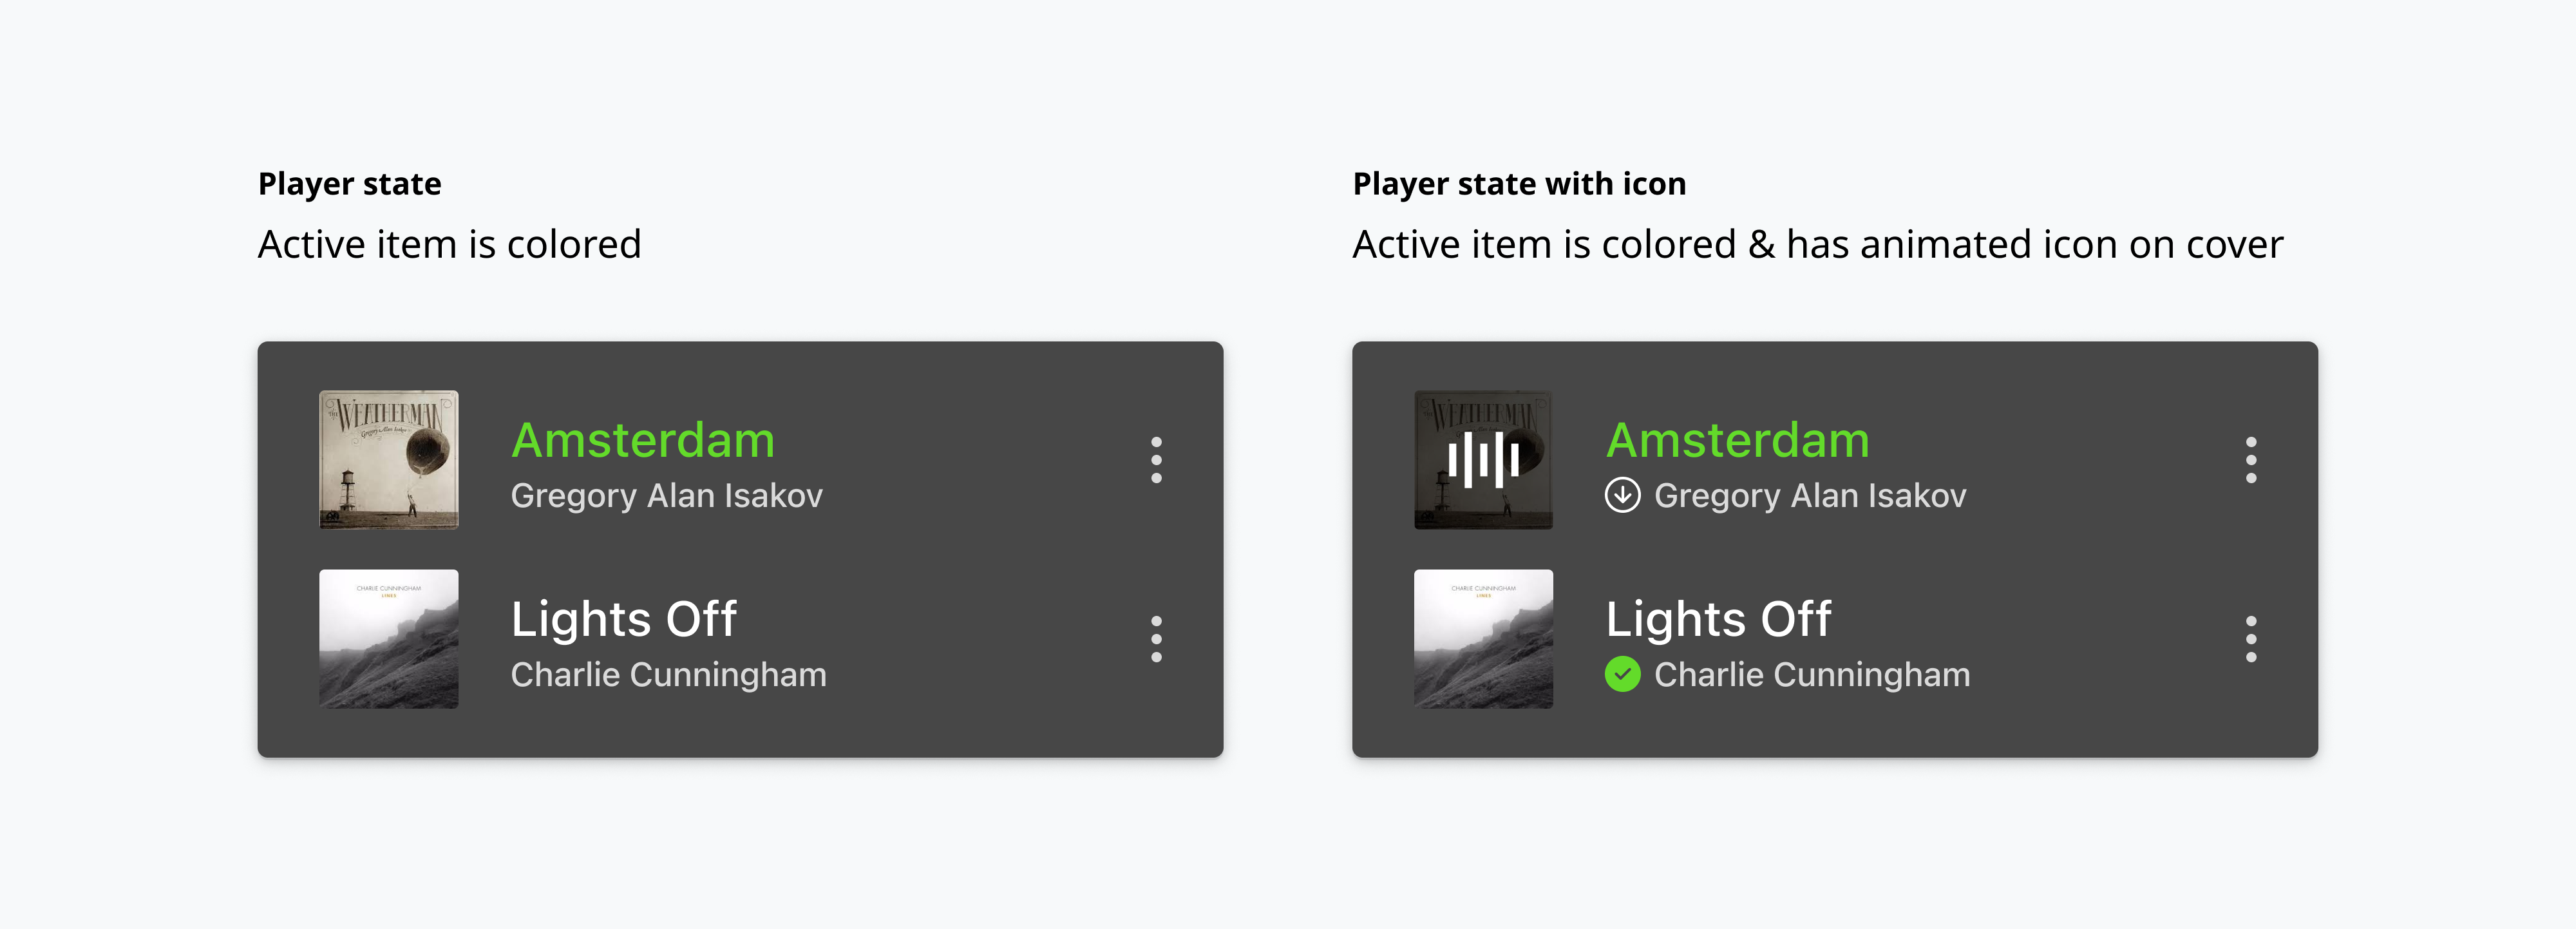 Player state
Active item is colored
THE WEATHERMAN
Gregory Alan Isakov
Amsterdam
Gregory Alan Isakov
CHARLIE CUNNINGHAM
LINES
Lights Off
Charlie Cunningham
Player state with icon
Active item is colored & has animated icon on cover
THE WEATHERMAN
Amsterdam
Gregory Alan Isakov
CHARLIE CUNNINGHAM
LINES
Lights Off
Charlie Cunningham